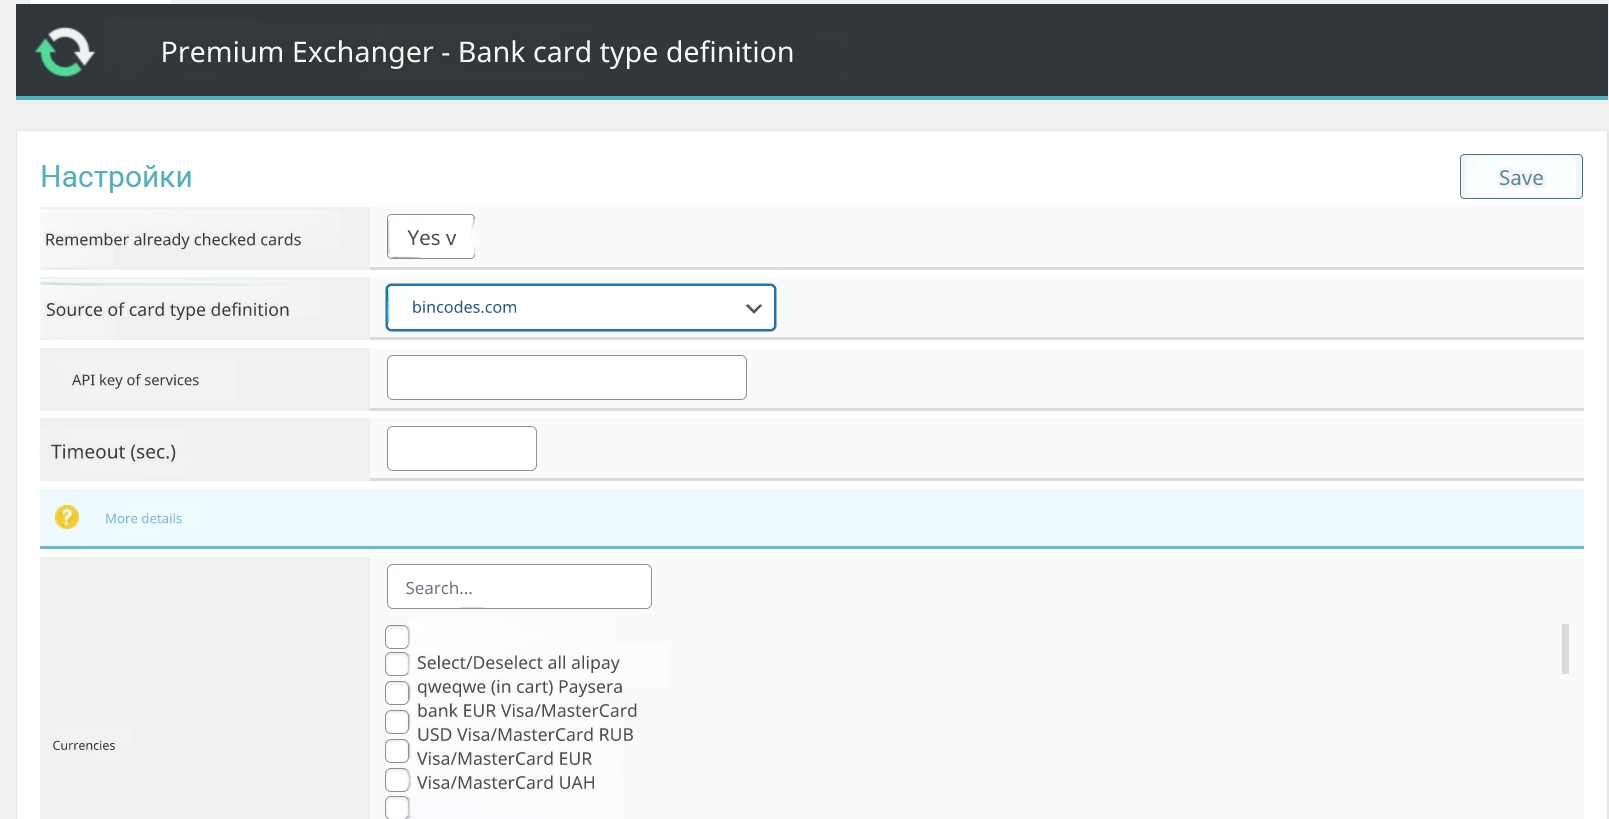 Premium Exchanger - Bank card type definition
Настройки
Save
Remember already checked cards
Yes v
Source of card type definition
bincodes.com
API key of services
Timeout (sec.)
?
More details
Search...
Select/Deselect all alipay
qweqwe (in cart) Paysera
bank EUR Visa/MasterCard
USD Visa/MasterCard RUB
Visa/MasterCard EUR
Visa/MasterCard UAH
Currencies